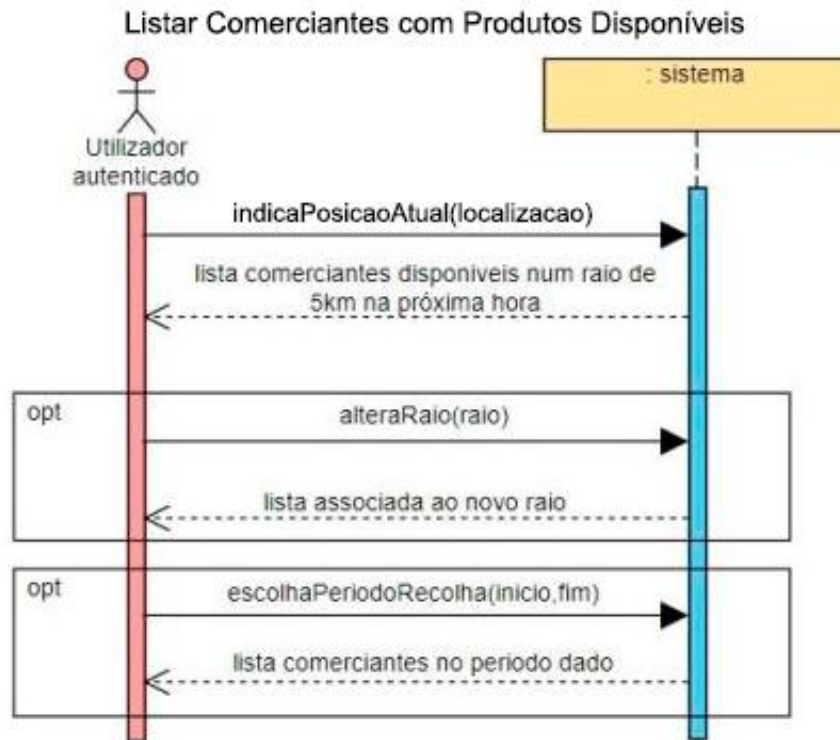 Listar Comerciantes com Produtos Disponíveis
: sistema
Utilizador
autenticado
indicaPosicaoAtual(localizacao)
lista comerciantes disponiveis num raio de
5km na próxima hora
opt
alteraRaio(raio)
lista associada ao novo raio
opt
escolhaPeriodoRecolha(inicio,fim)
lista comerciantes no periodo dado